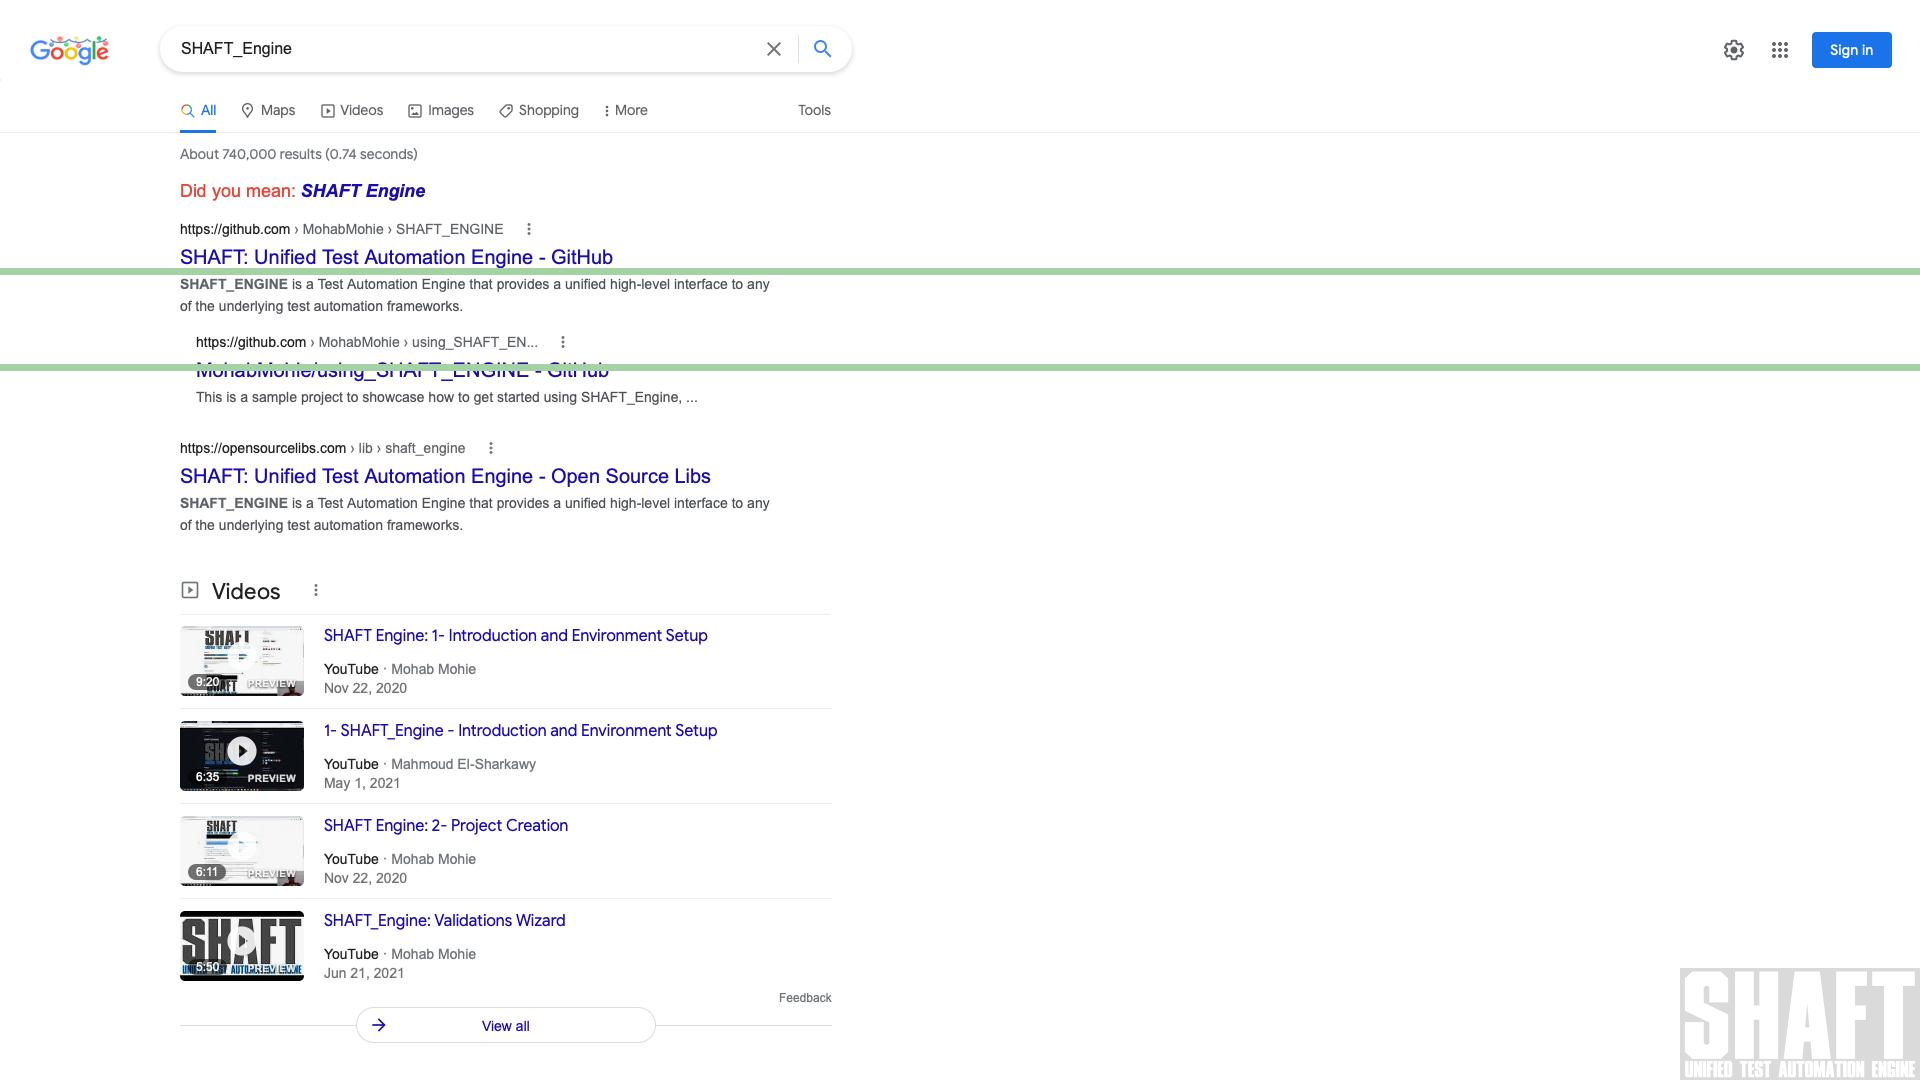 Google
SHAFT_Engine
Sign in
All Maps Videos Images Shopping More Tools
About 740,000 results (0.74 seconds)
Did you mean: SHAFT Engine
https://github.com › MohabMohie › SHAFT_ENGINE
SHAFT: Unified Test Automation Engine - GitHub
SHAFT_ENGINE is a Test Automation Engine that provides a unified high-level interface to any
of the underlying test automation frameworks.
https://github.com › MohabMohie › using_SHAFT_EN...
MohabMohie/using_SHAFT_ENGINE - GitHub
This is a sample project to showcase how to get started using SHAFT_Engine, ...
https://opensourcelibs.com › lib › shaft_engine
SHAFT: Unified Test Automation Engine - Open Source Libs
SHAFT_ENGINE is a Test Automation Engine that provides a unified high-level interface to any
of the underlying test automation frameworks.
Videos
SHAFT
9:20 PREVIEW
SHAFT Engine: 1- Introduction and Environment Setup
YouTube · Mohab Mohie
Nov 22, 2020
6:35 PREVIEW
1- SHAFT_Engine - Introduction and Environment Setup
YouTube · Mahmoud El-Sharkawy
May 1, 2021
SHAFT
6:11 PREVIEW
SHAFT Engine: 2- Project Creation
YouTube · Mohab Mohie
Nov 22, 2020
SHAFT
5:50 PREVIEW
SHAFT_Engine: Validations Wizard
YouTube · Mohab Mohie
Jun 21, 2021
Feedback
View all
SHAFT
UNIFIED TEST AUTOMATION ENGINE